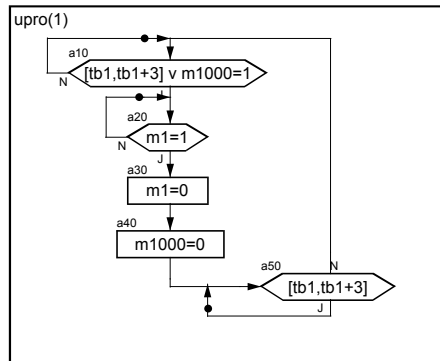 upro(1)
a10
[tb1,tb1+3] v m1000=1
N
J
a20
m1=1
N
J
a30
m1=0
a40
m1000=0
a50
N
[tb1,tb1+3]
J